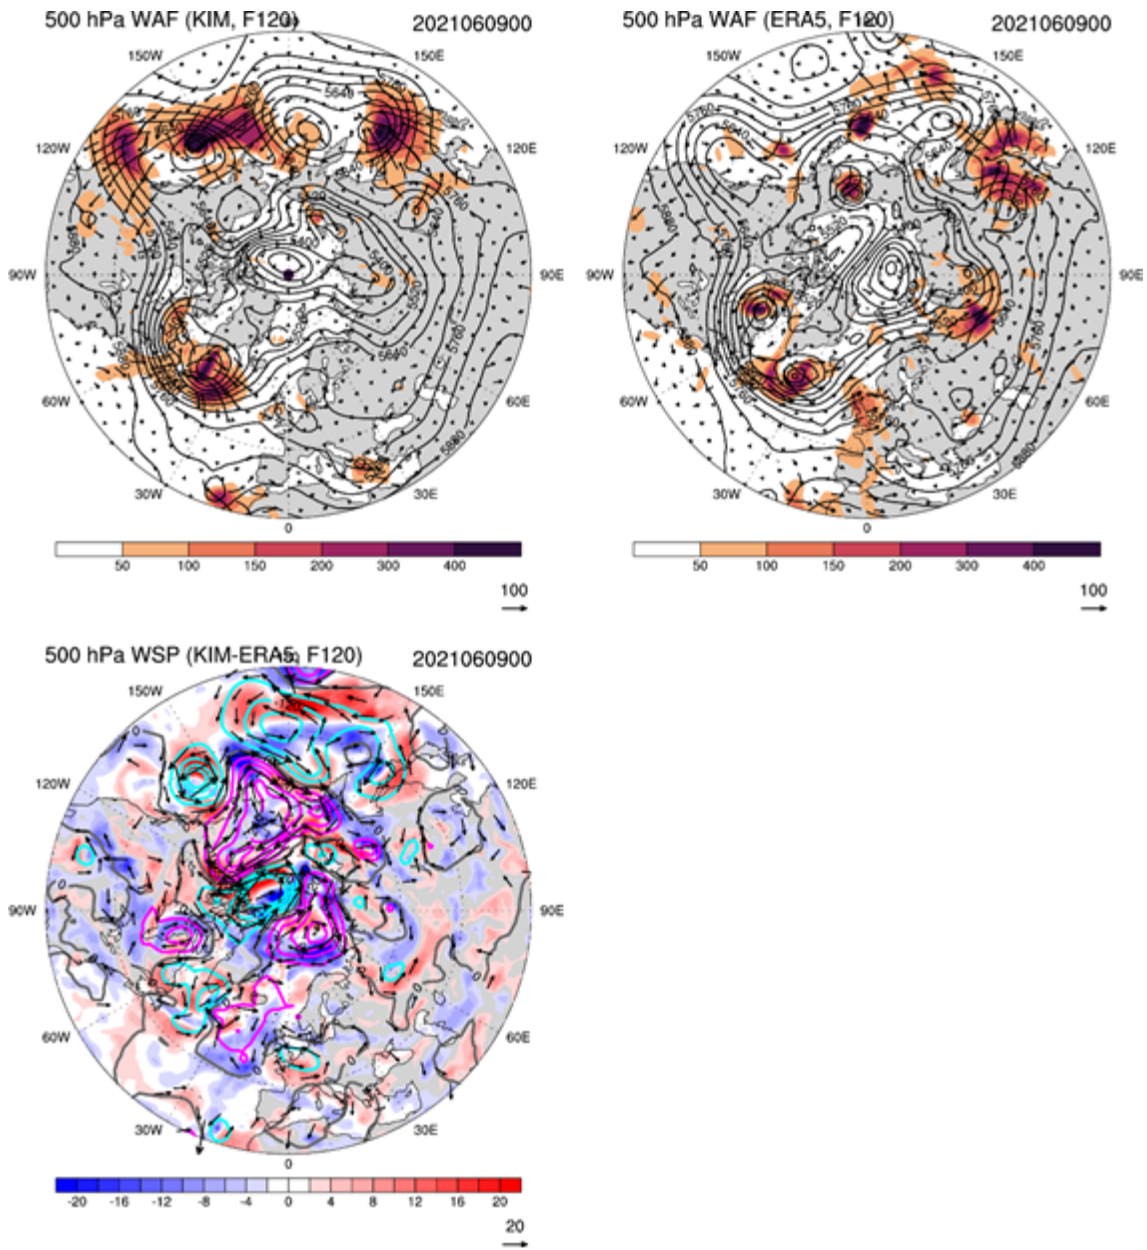 500 hPa WAF (KIM, F120)
2021060900
150W
150E
120W
120E
90W
90E
60W
60E
30W
30E
0
50 100 150 200 300 400
100
500 hPa WAF (ERA5, F120)
2021060900
150W
150E
120W
120E
90W
90E
60W
60E
30W
30E
0
50 100 150 200 300 400
100
500 hPa WSP (KIM-ERA5, F120)
2021060900
150W
150E
120W
120E
90W
90E
60W
60E
30W
30E
0
-20 -16 -12 -8 -4 0 4 8 12 16 20
20